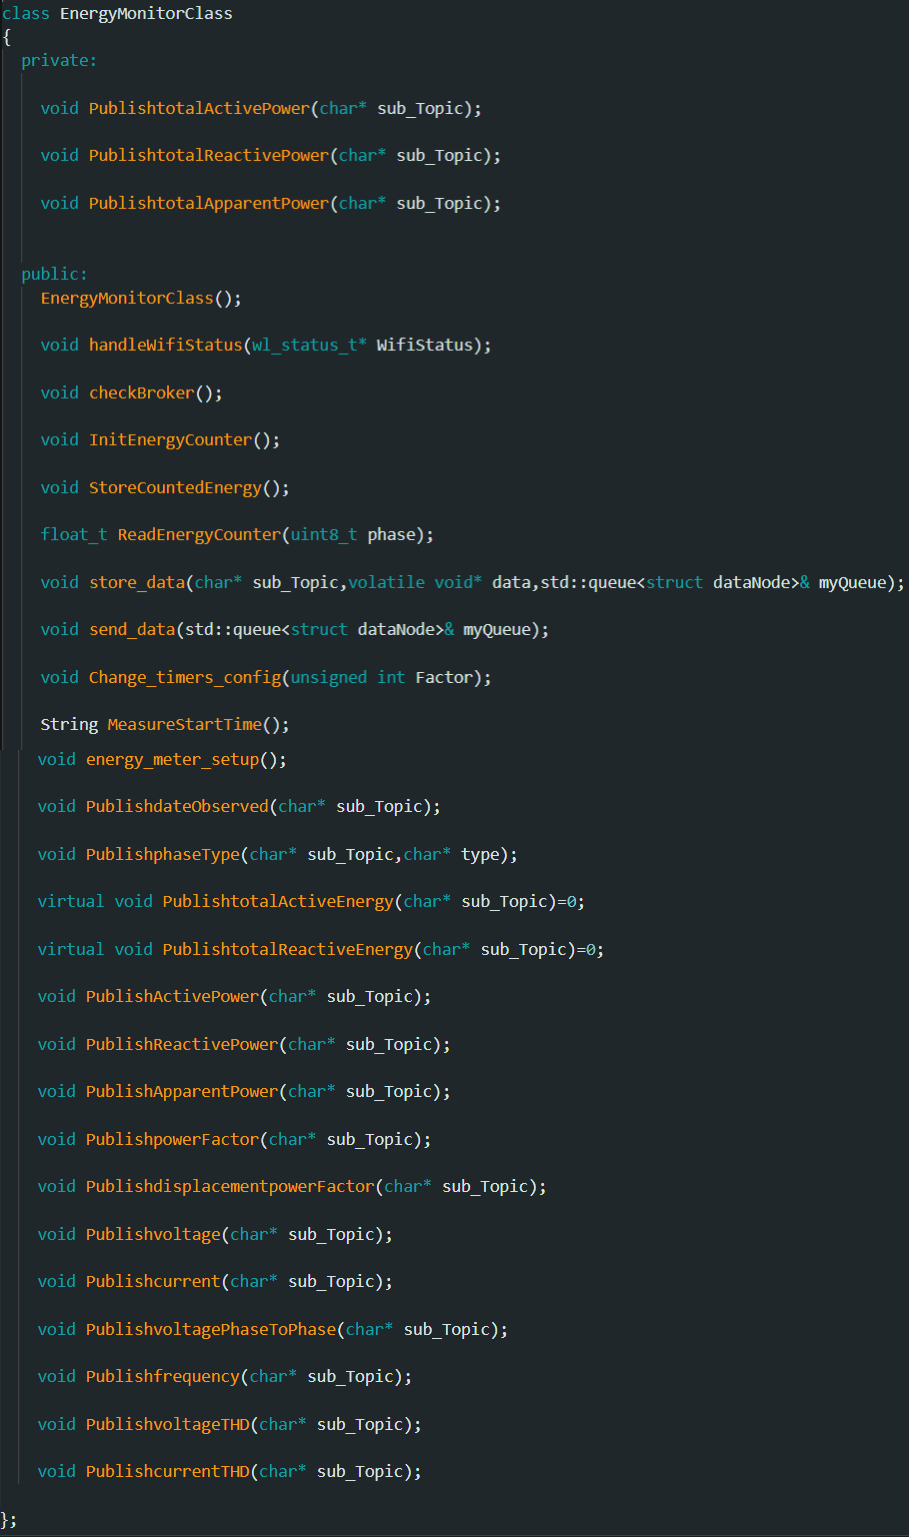 class EnergyMonitorClass
{
private:
void PublishtotalActivePower(char* sub_Topic);
void PublishtotalReactivePower(char* sub_Topic);
void PublishtotalApparentPower(char* sub_Topic);
public:
EnergyMonitorClass();
void handleWifiStatus(wl_status_t* WifiStatus);
void checkBroker();
void InitEnergyCounter();
void StoreCountedEnergy();
float_t ReadEnergyCounter(uint8_t phase);
void store_data(char* sub_Topic,volatile void* data,std::queue<struct dataNode>& myQueue);
void send_data(std::queue<struct dataNode>& myQueue);
void Change_timers_config(unsigned int Factor);
String MeasureStartTime();
void energy_meter_setup();
void PublishdateObserved(char* sub_Topic);
void PublishphaseType(char* sub_Topic,char* type);
virtual void PublishtotalActiveEnergy(char* sub_Topic)=0;
virtual void PublishtotalReactiveEnergy(char* sub_Topic)=0;
void PublishActivePower(char* sub_Topic);
void PublishReactivePower(char* sub_Topic);
void PublishApparentPower(char* sub_Topic);
void PublishpowerFactor(char* sub_Topic);
void PublishdisplacementpowerFactor(char* sub_Topic);
void Publishvoltage(char* sub_Topic);
void Publishcurrent(char* sub_Topic);
void PublishvoltagePhaseToPhase(char* sub_Topic);
void Publishfrequency(char* sub_Topic);
void PublishvoltageTHD(char* sub_Topic);
void PublishcurrentTHD(char* sub_Topic);
};